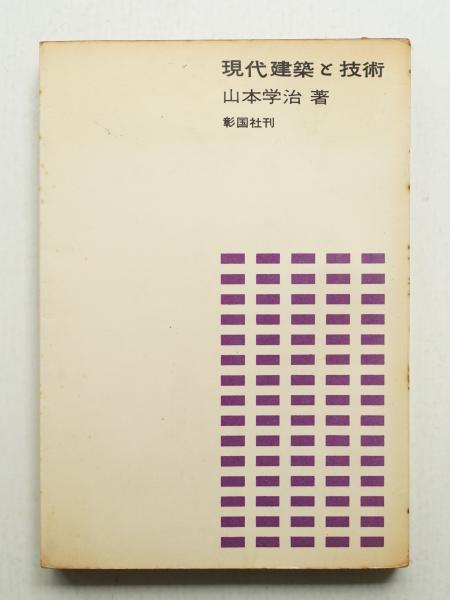 現代建築と技術
山本学治 著
彰国社刊